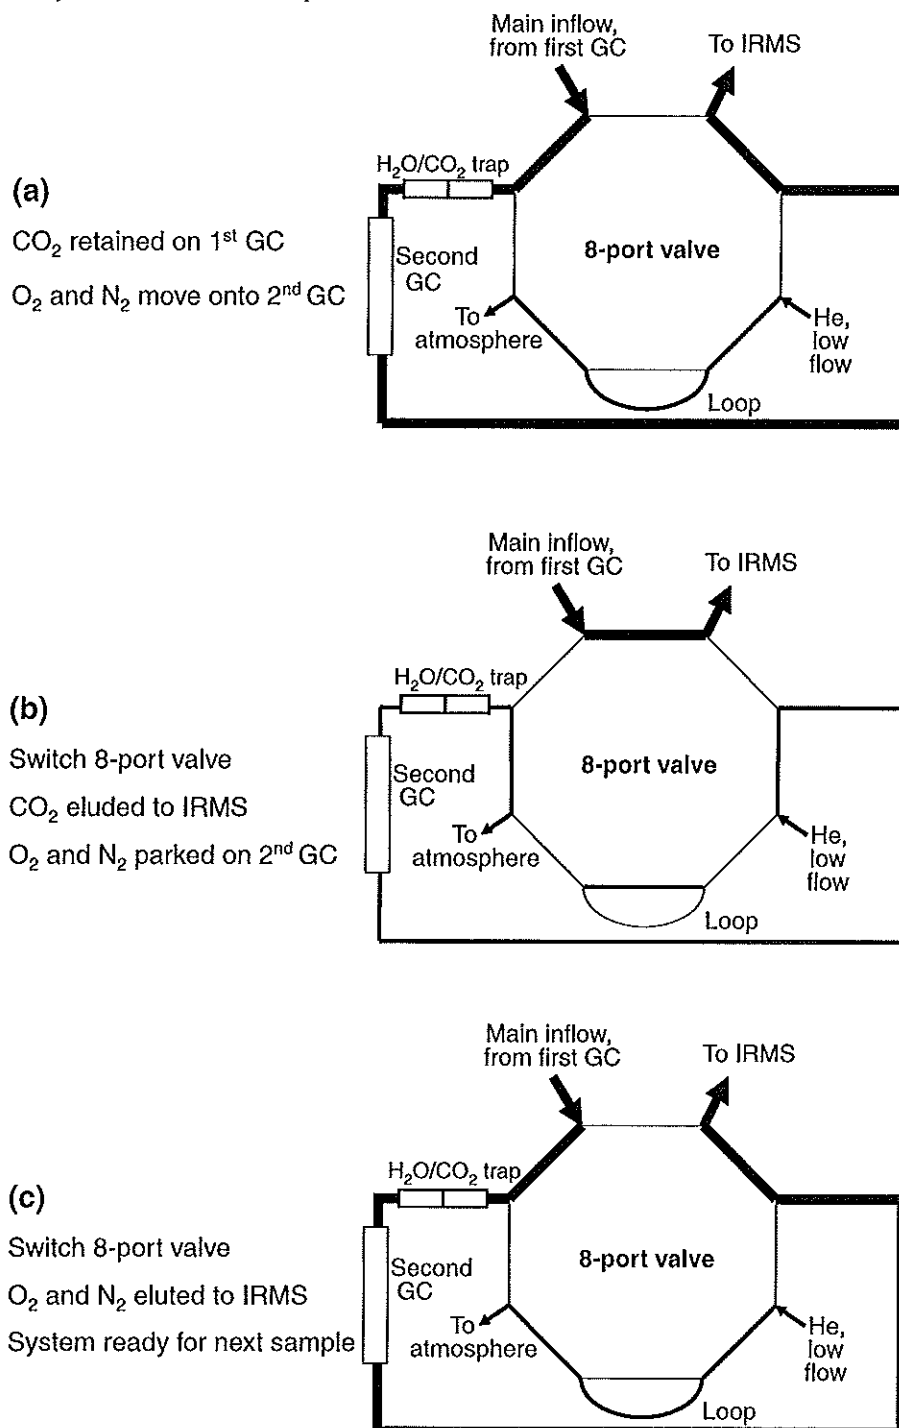 Main inflow,
from first GC
To IRMS
H₂O/CO₂ trap
(a)
CO₂ retained on 1st GC
O₂ and N₂ move onto 2nd GC
Second
GC
8-port valve
To
atmosphere
He,
low
flow
Loop
Main inflow,
from first GC
To IRMS
H₂O/CO₂ trap
(b)
Switch 8-port valve
CO₂ eluded to IRMS
O₂ and N₂ parked on 2nd GC
Second
GC
8-port valve
To
atmosphere
He,
low
flow
Loop
Main inflow,
from first GC
To IRMS
H₂O/CO₂ trap
(c)
Switch 8-port valve
O₂ and N₂ eluted to IRMS
System ready for next sample
Second
GC
8-port valve
To
atmosphere
He,
low
flow
Loop